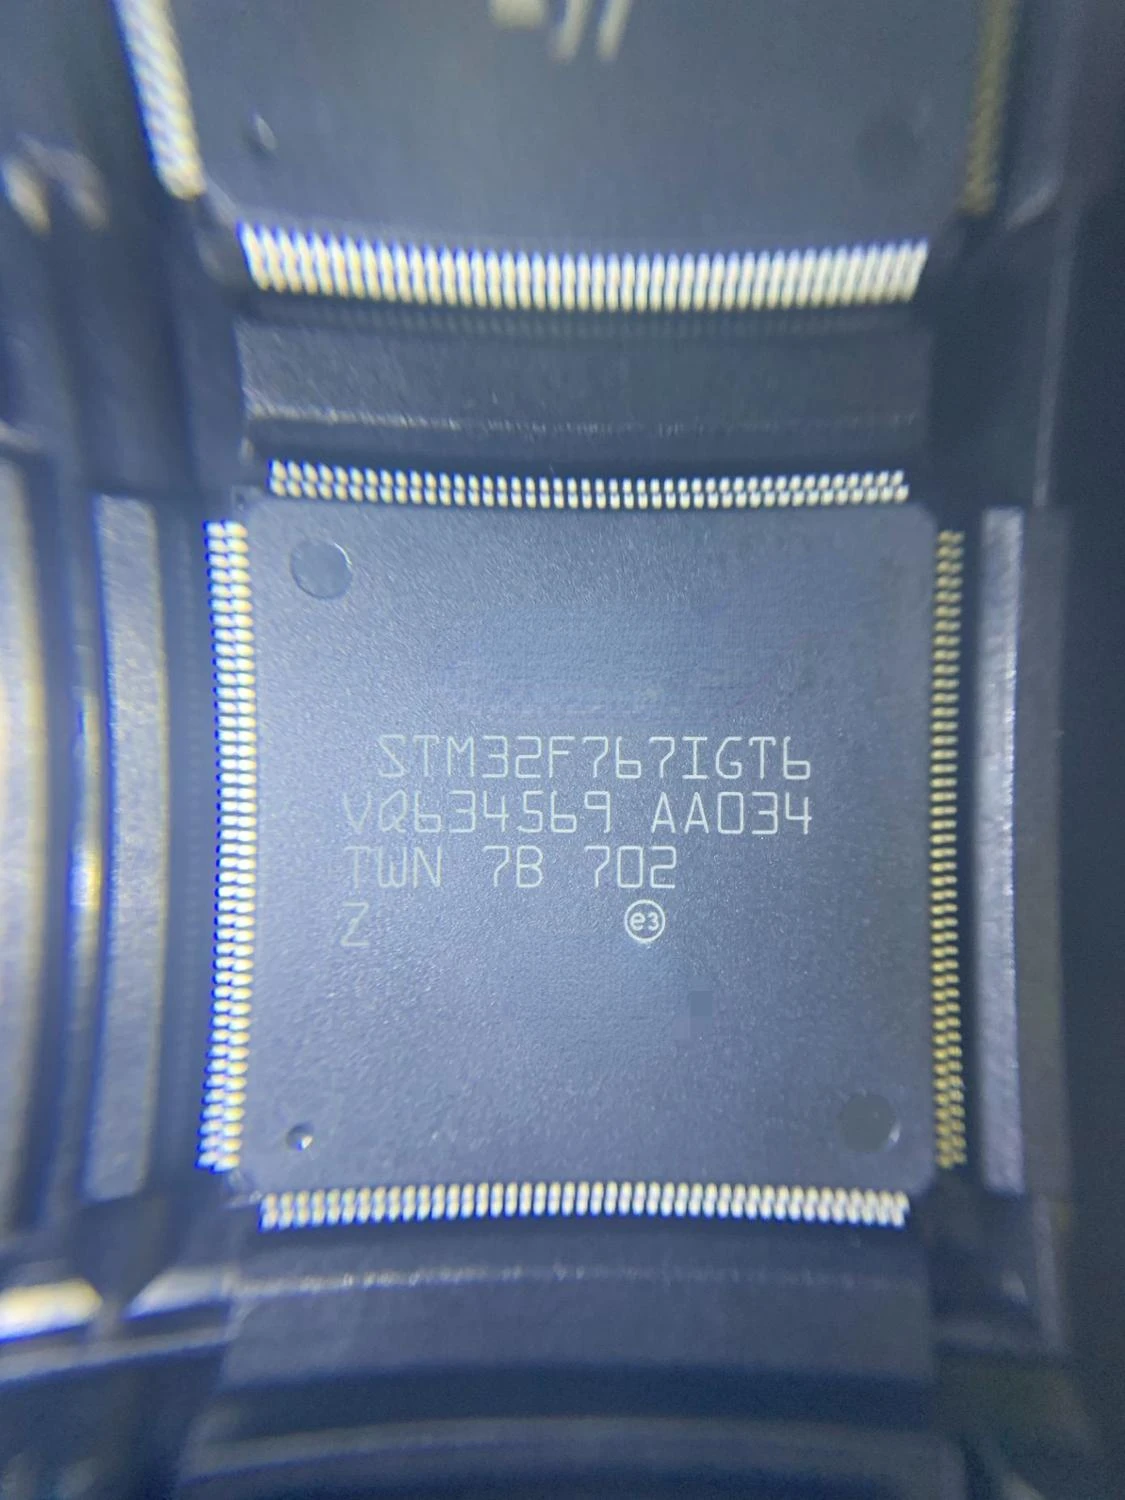 STM32F767IGT6
VQ634569 AA034
TWN 7B 702
Z e3